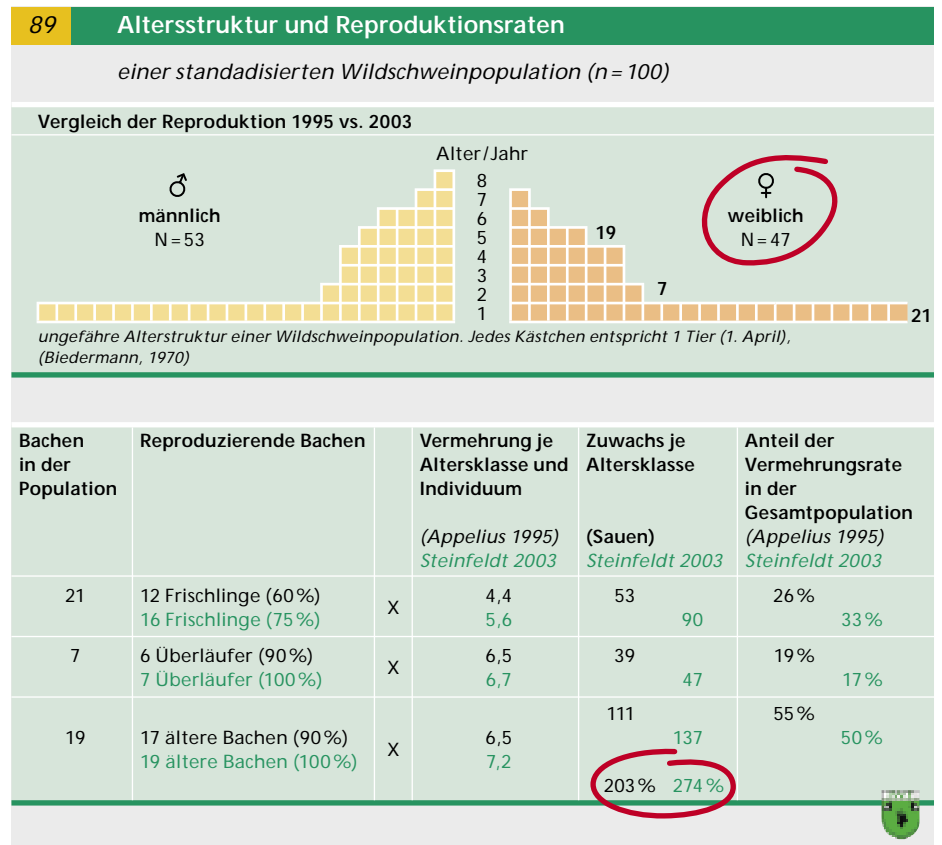 89 Altersstruktur und Reproduktionsraten
einer standadisierten Wildschweinpopulation (n = 100)
Vergleich der Reproduktion 1995 vs. 2003
Alter/Jahr
♂
männlich
N = 53
8
7
6
5
4
3
2
1
19
7
21
♀
weiblich
N = 47
ungefähre Alterstruktur einer Wildschweinpopulation. Jedes Kästchen entspricht 1 Tier (1. April),
(Biedermann, 1970)
Bachen
in der
Population
Reproduzierende Bachen
Vermehrung je
Altersklasse und
Individuum
(Appelius 1995)
Steinfeldt 2003
Zuwachs je
Altersklasse
(Sauen)
Steinfeldt 2003
Anteil der
Vermehrungsrate
in der
Gesamtpopulation
(Appelius 1995)
Steinfeldt 2003
21 12 Frischlinge (60 %) X 4,4 53 26 %
16 Frischlinge (75 %) 5,6 90 33 %
7 6 Überläufer (90 %) X 6,5 39 19 %
7 Überläufer (100 %) 6,7 47 17 %
111 55 %
19 17 ältere Bachen (90 %) X 6,5 137 50 %
19 ältere Bachen (100 %) 7,2
203 % 274 %